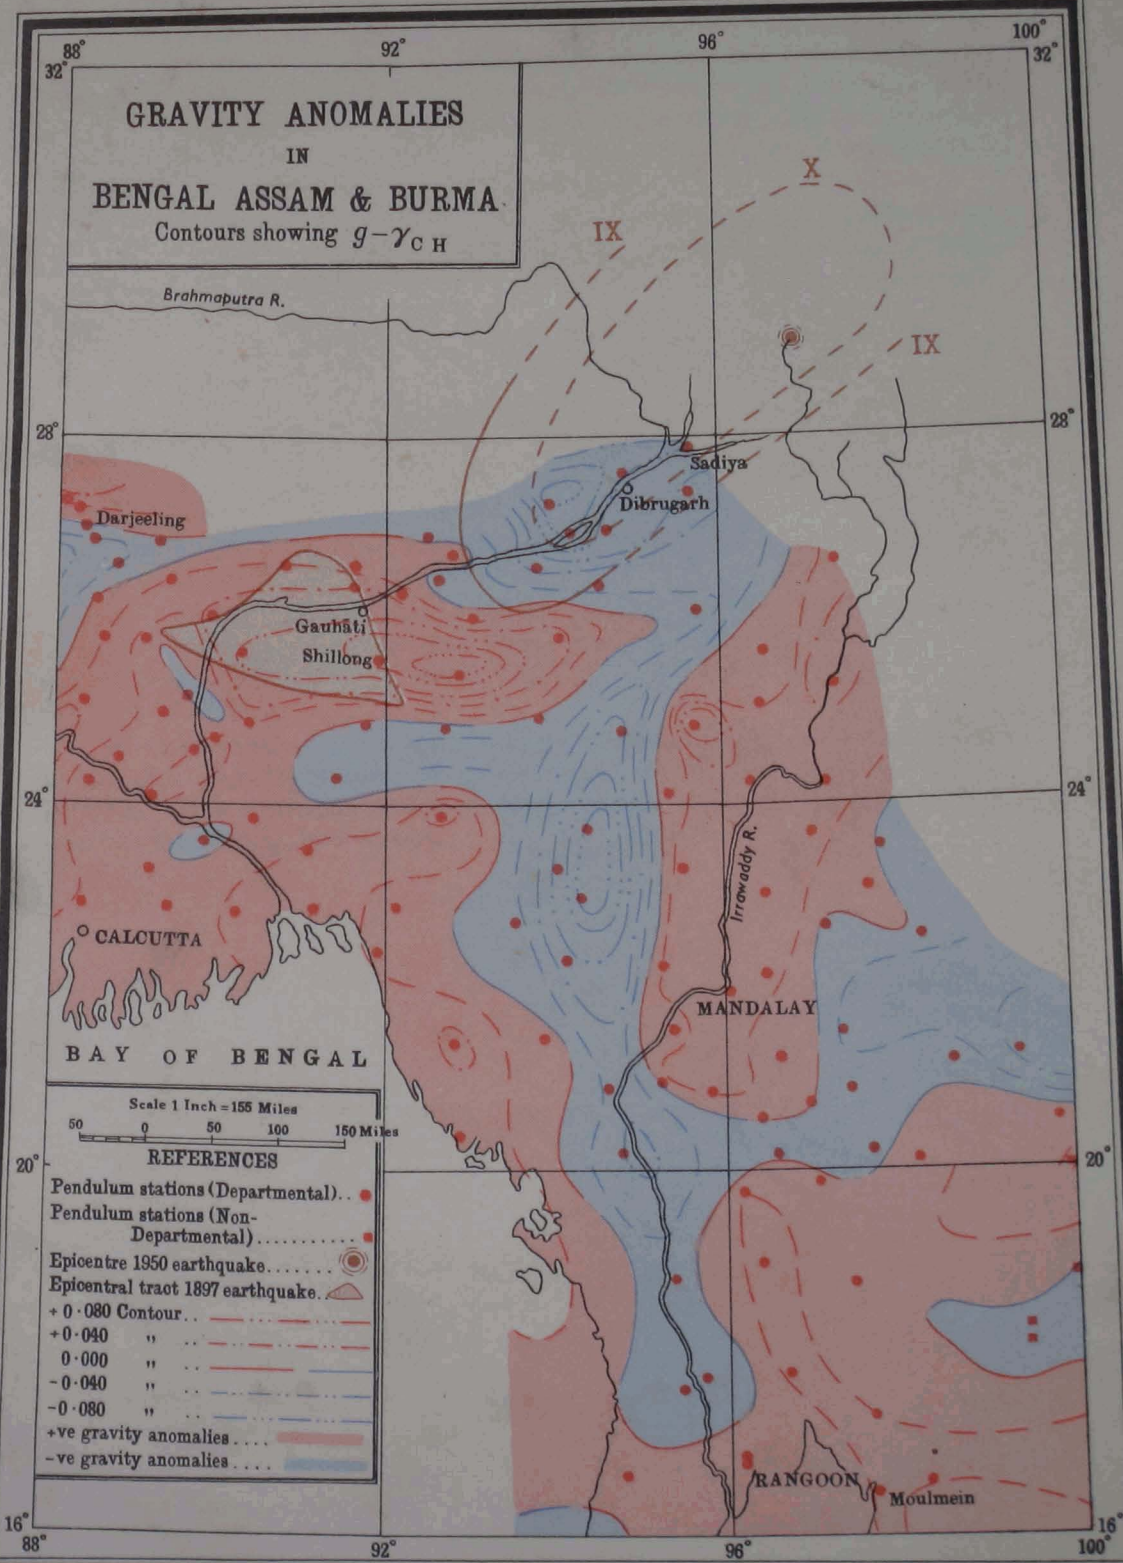 88°
92°
96°
100°
32°
32°
GRAVITY ANOMALIES
IN
BENGAL ASSAM & BURMA
Contours showing g-γCH
X
IX
Brahmaputra R.
IX
28°
28°
Sadiya
Dibrugarh
Darjeeling
Gauhāti
Shillong
24°
24°
Irrawaddy R.
CALCUTTA
MANDALAY
BAY OF BENGAL
Scale 1 Inch = 155 Miles
50 0 50 100 150 Miles
REFERENCES
20°
20°
Pendulum stations (Departmental)..
Pendulum stations (Non-
Departmental)..........
Epicentre 1950 earthquake.......
Epicentral tract 1897 earthquake..
+ 0·080 Contour..
+ 0·040 " ..
0·000 " ..
- 0·040 " ..
- 0·080 " ..
+ve gravity anomalies....
-ve gravity anomalies....
RANGOON
Moulmein
16°
16°
88°
92°
96°
100°